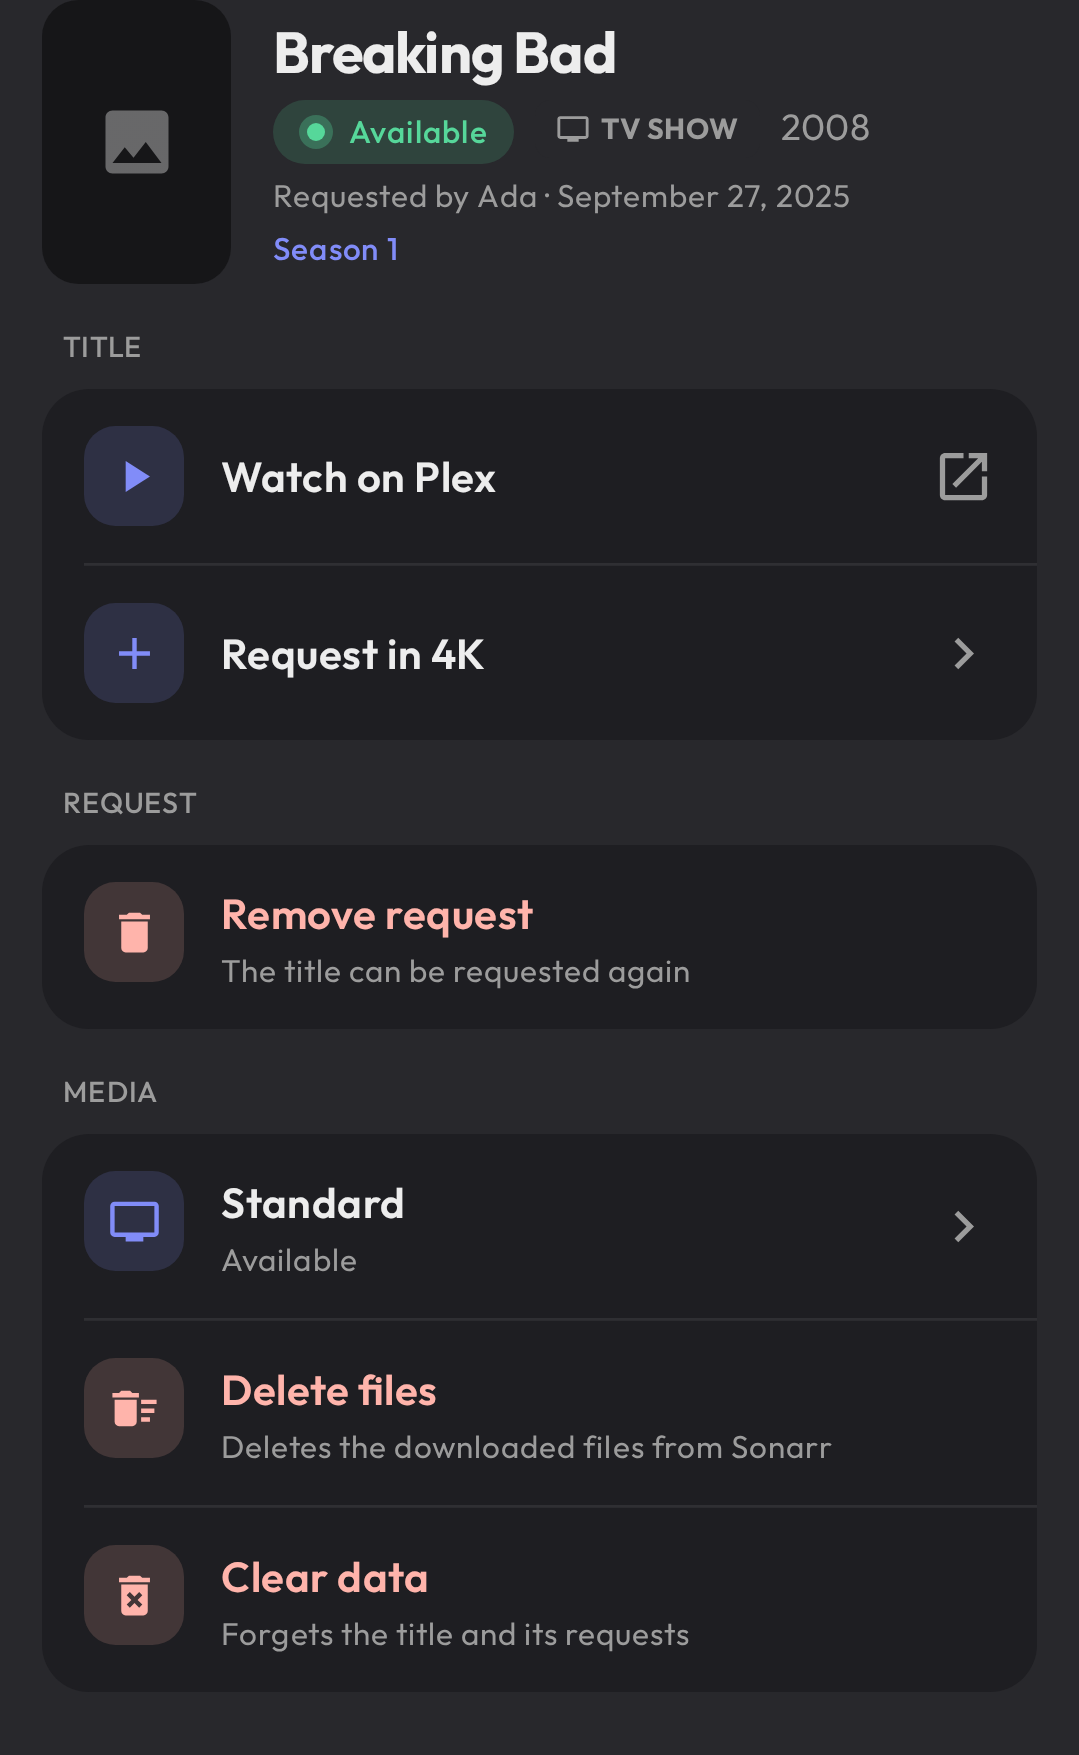 Breaking Bad
Available TV SHOW 2008
Requested by Ada · September 27, 2025
Season 1
TITLE
Watch on Plex
Request in 4K
REQUEST
Remove request
The title can be requested again
MEDIA
Standard
Available
Delete files
Deletes the downloaded files from Sonarr
Clear data
Forgets the title and its requests